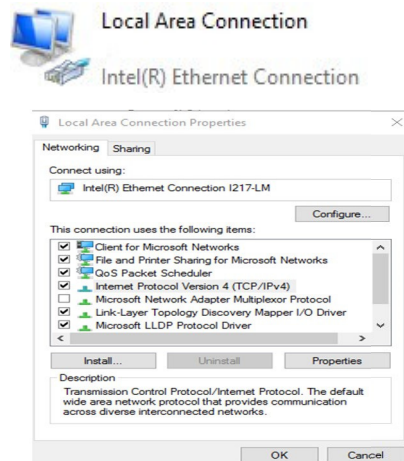 Local Area Connection
Intel(R) Ethernet Connection
Local Area Connection Properties
Networking Sharing
Connect using:
Intel(R) Ethernet Connection I217-LM
Configure...
This connection uses the following items:
Client for Microsoft Networks
File and Printer Sharing for Microsoft Networks
QoS Packet Scheduler
Internet Protocol Version 4 (TCP/IPv4)
Microsoft Network Adapter Multiplexor Protocol
Link-Layer Topology Discovery Mapper I/O Driver
Microsoft LLDP Protocol Driver
Install... Uninstall Properties
Description
Transmission Control Protocol/Internet Protocol. The default
wide area network protocol that provides communication
across diverse interconnected networks.
OK Cancel